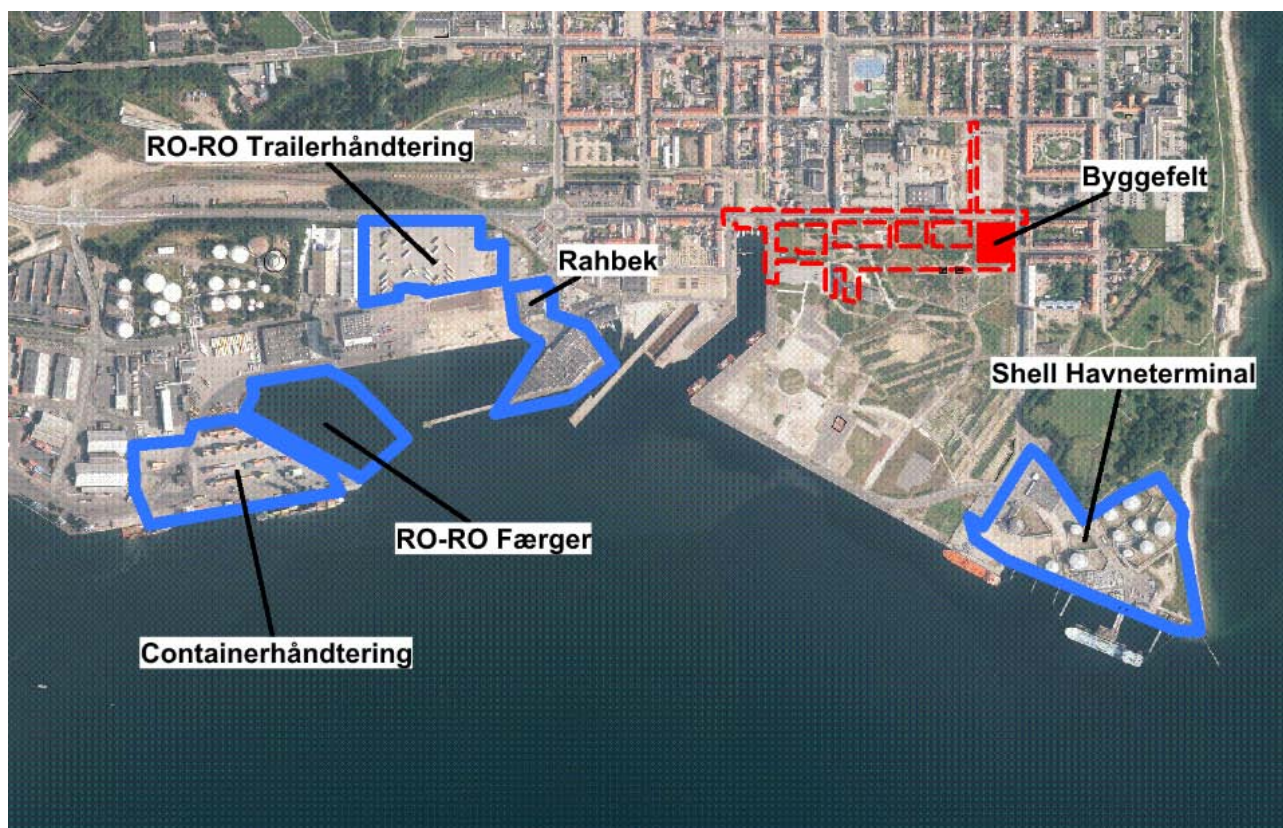 RO-RO Trailerhåndtering
Byggefelt
Rahbek
Shell Havneterminal
RO-RO Færger
Containerhåndtering